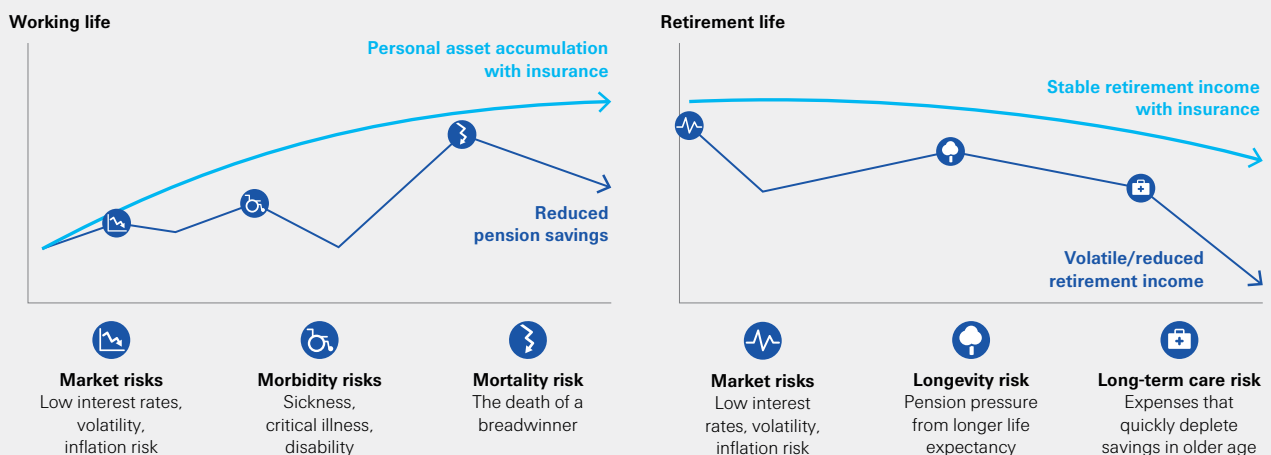 Working life
Personal asset accumulation
with insurance
Reduced
pension savings
Market risks
Low interest rates,
volatility,
inflation risk
Morbidity risks
Sickness,
critical illness,
disability
Mortality risk
The death of a
breadwinner
Retirement life
Stable retirement income
with insurance
Volatile/reduced
retirement income
Market risks
Low interest
rates, volatility,
inflation risk
Longevity risk
Pension pressure
from longer life
expectancy
Long-term care risk
Expenses that
quickly deplete
savings in older age